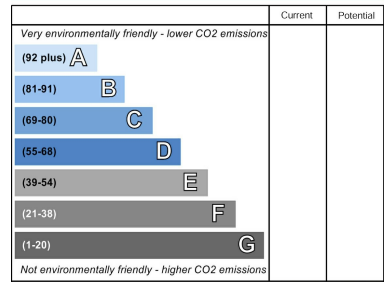 Current Potential
Very environmentally friendly - lower CO2 emissions
(92 plus) A
(81-91) B
(69-80) C
(55-68) D
(39-54) E
(21-38) F
(1-20) G
Not environmentally friendly - higher CO2 emissions